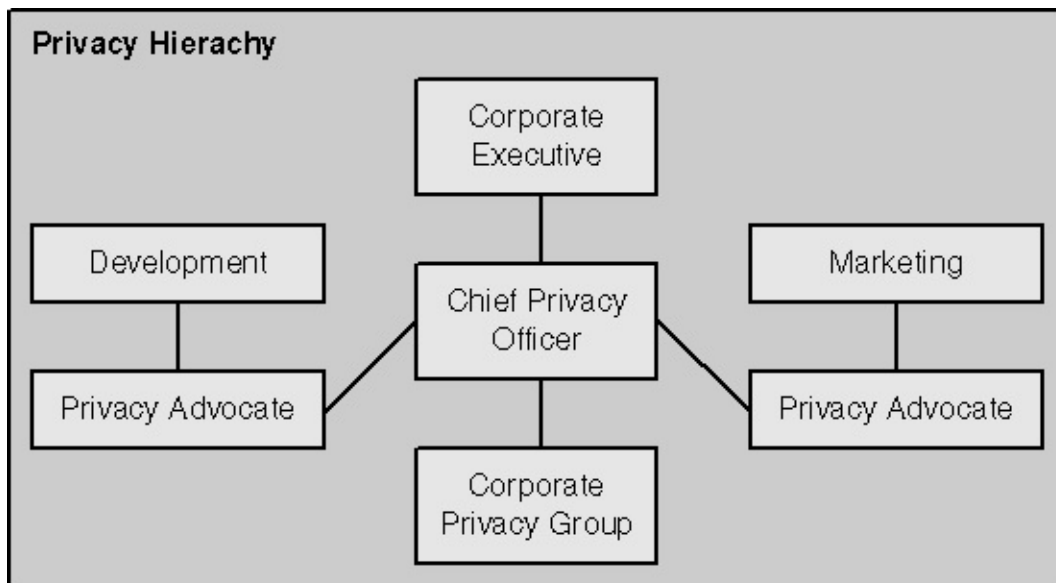 Privacy Hierachy
Corporate
Executive
Development
Marketing
Chief Privacy
Officer
Privacy Advocate
Privacy Advocate
Corporate
Privacy Group